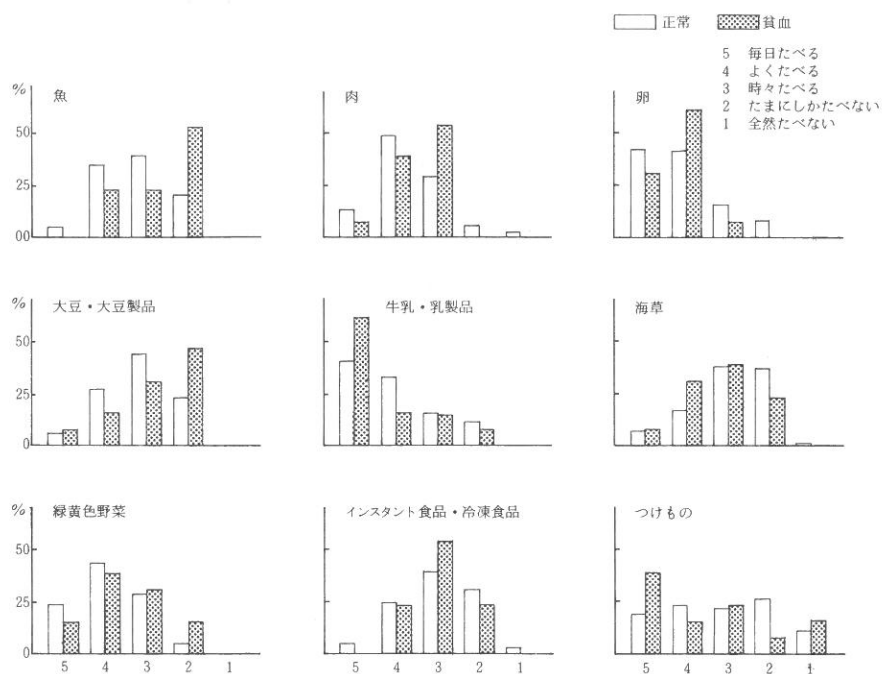 正常 貧血
5 毎日たべる
4 よくたべる
3 時々たべる
2 たまにしかたべない
1 全然たべない
% 魚 肉 卵
50
25
00
% 大豆・大豆製品 牛乳・乳製品 海草
50
25
0
% 緑黄色野菜 インスタント食品・冷凍食品 つけもの
50
25
0
5 4 3 2 1 5 4 3 2 1 5 4 3 2 1